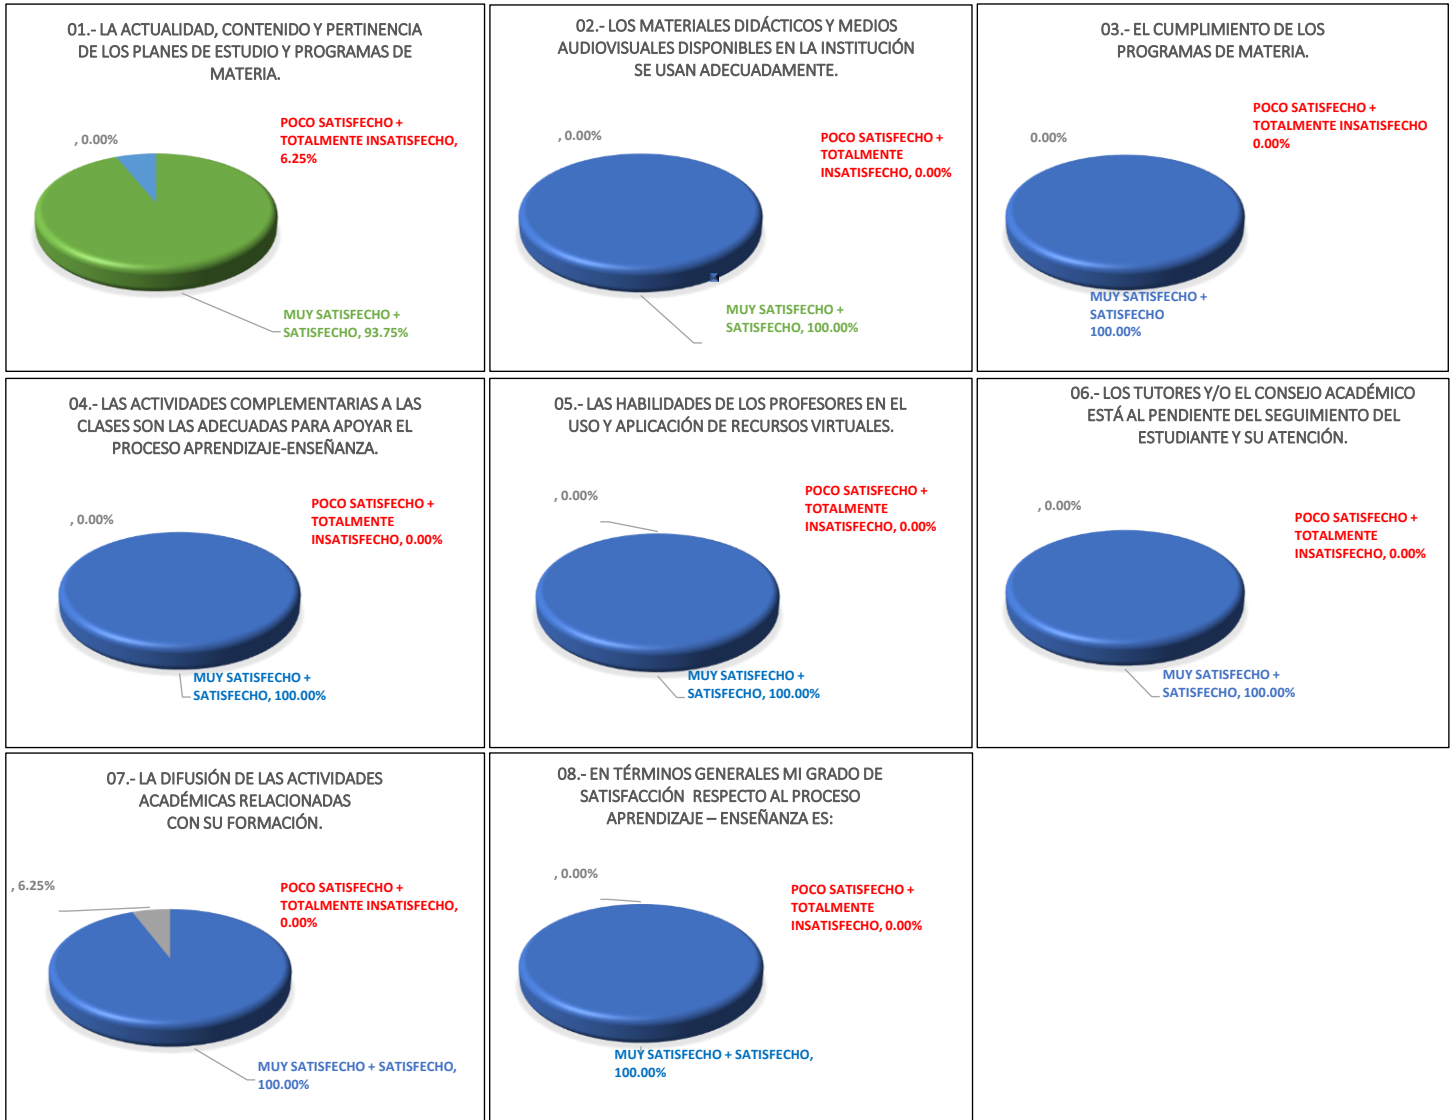 01.- LA ACTUALIDAD, CONTENIDO Y PERTINENCIA
DE LOS PLANES DE ESTUDIO Y PROGRAMAS DE
MATERIA.
, 0.00%
POCO SATISFECHO +
TOTALMENTE INSATISFECHO,
6.25%
MUY SATISFECHO +
SATISFECHO, 93.75%
02.- LOS MATERIALES DIDÁCTICOS Y MEDIOS
AUDIOVISUALES DISPONIBLES EN LA INSTITUCIÓN
SE USAN ADECUADAMENTE.
, 0.00%
POCO SATISFECHO +
TOTALMENTE
INSATISFECHO, 0.00%
MUY SATISFECHO +
SATISFECHO, 100.00%
03.- EL CUMPLIMIENTO DE LOS
PROGRAMAS DE MATERIA.
0.00%
POCO SATISFECHO +
TOTALMENTE INSATISFECHO
0.00%
MUY SATISFECHO +
SATISFECHO
100.00%
04.- LAS ACTIVIDADES COMPLEMENTARIAS A LAS
CLASES SON LAS ADECUADAS PARA APOYAR EL
PROCESO APRENDIZAJE-ENSEÑANZA.
, 0.00%
POCO SATISFECHO +
TOTALMENTE
INSATISFECHO, 0.00%
MUY SATISFECHO +
SATISFECHO, 100.00%
05.- LAS HABILIDADES DE LOS PROFESORES EN EL
USO Y APLICACIÓN DE RECURSOS VIRTUALES.
, 0.00%
POCO SATISFECHO +
TOTALMENTE
INSATISFECHO, 0.00%
MUY SATISFECHO +
SATISFECHO, 100.00%
06.- LOS TUTORES Y/O EL CONSEJO ACADÉMICO
ESTÁ AL PENDIENTE DEL SEGUIMIENTO DEL
ESTUDIANTE Y SU ATENCIÓN.
, 0.00%
POCO SATISFECHO +
TOTALMENTE
INSATISFECHO, 0.00%
MUY SATISFECHO +
SATISFECHO, 100.00%
07.- LA DIFUSIÓN DE LAS ACTIVIDADES
ACADÉMICAS RELACIONADAS
CON SU FORMACIÓN.
, 6.25%
POCO SATISFECHO +
TOTALMENTE INSATISFECHO,
0.00%
MUY SATISFECHO + SATISFECHO,
100.00%
08.- EN TÉRMINOS GENERALES MI GRADO DE
SATISFACCIÓN  RESPECTO AL PROCESO
APRENDIZAJE – ENSEÑANZA ES:
, 0.00%
POCO SATISFECHO +
TOTALMENTE
INSATISFECHO, 0.00%
MUY SATISFECHO + SATISFECHO,
100.00%